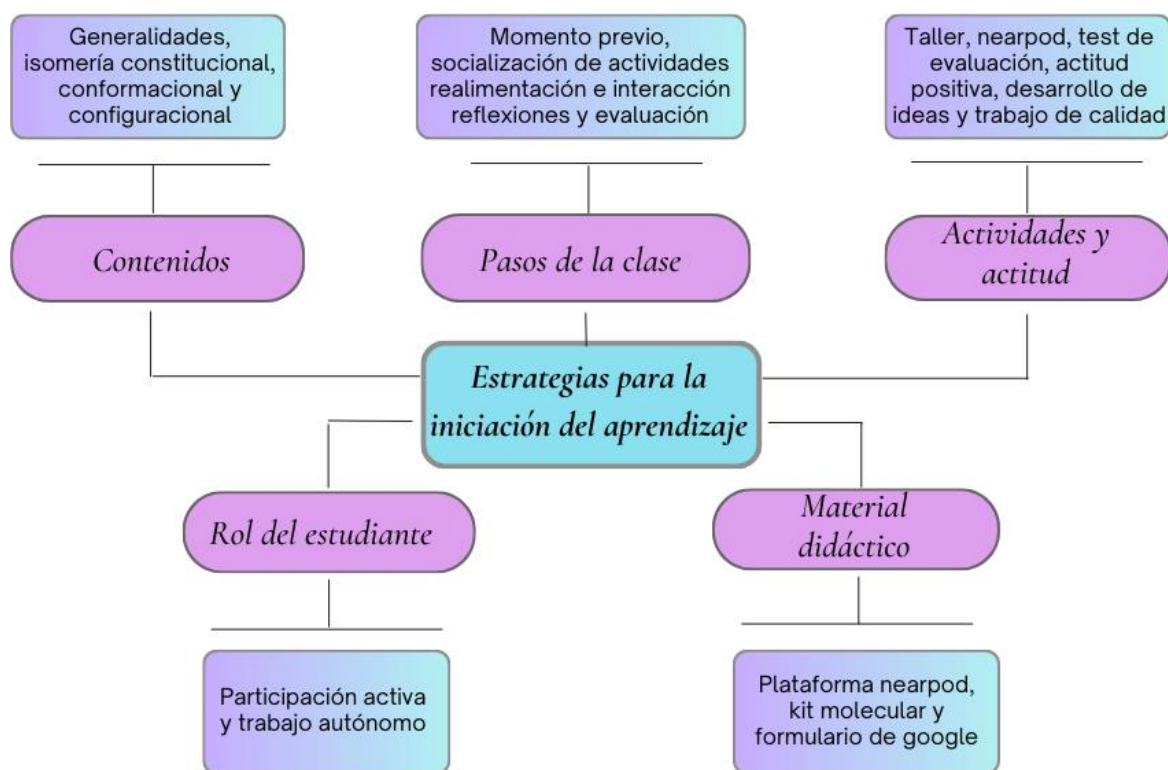 Generalidades,
isomería constitucional,
conformacional y
configuracional
Momento previo,
socialización de actividades
realimentación e interacción
reflexiones y evaluación
Taller, nearpod, test de
evaluación, actitud
positiva, desarrollo de
ideas y trabajo de calidad
Contenidos
Pasos de la clase
Actividades y
actitud
Estrategias para la
iniciación del aprendizaje
Rol del estudiante
Material
didáctico
Participación activa
y trabajo autónomo
Plataforma nearpod,
kit molecular y
formulario de google